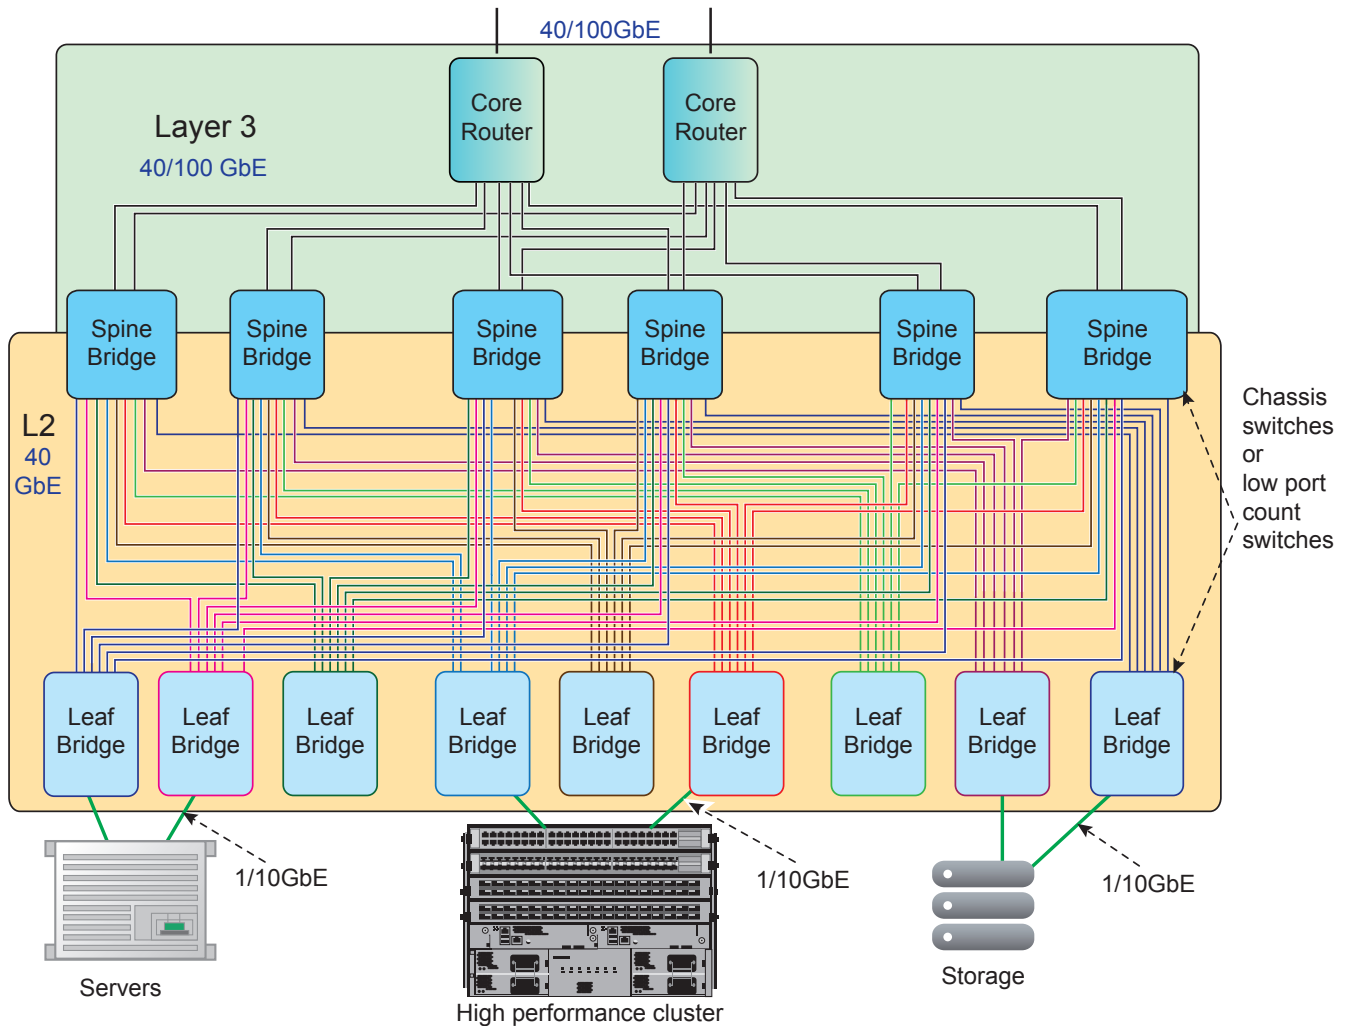 40/100GbE
Core
Router
Core
Router
Layer 3
40/100 GbE
Spine
Bridge
Spine
Bridge
Spine
Bridge
Spine
Bridge
Spine
Bridge
Spine
Bridge
L2
40
GbE
Chassis
switches
or
low port
count
switches
Leaf
Bridge
Leaf
Bridge
Leaf
Bridge
Leaf
Bridge
Leaf
Bridge
Leaf
Bridge
Leaf
Bridge
Leaf
Bridge
Leaf
Bridge
1/10GbE
1/10GbE
1/10GbE
Servers
High performance cluster
Storage